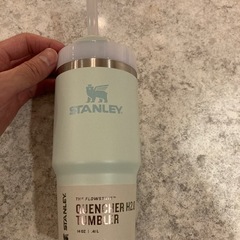 STANLEY
THE FLOWSTATE™
QUENCHER H2.0
TUMBLER
STANLEY